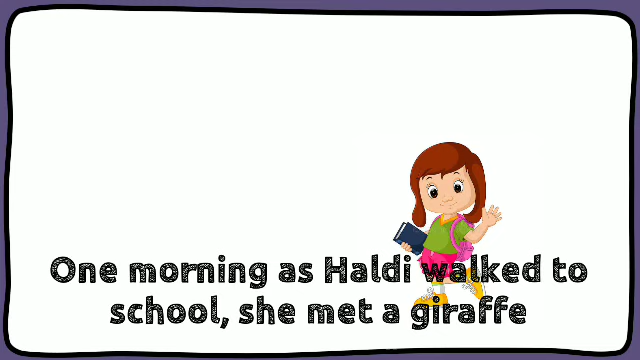 One morning as Haldi walked to
school, she met a giraffe